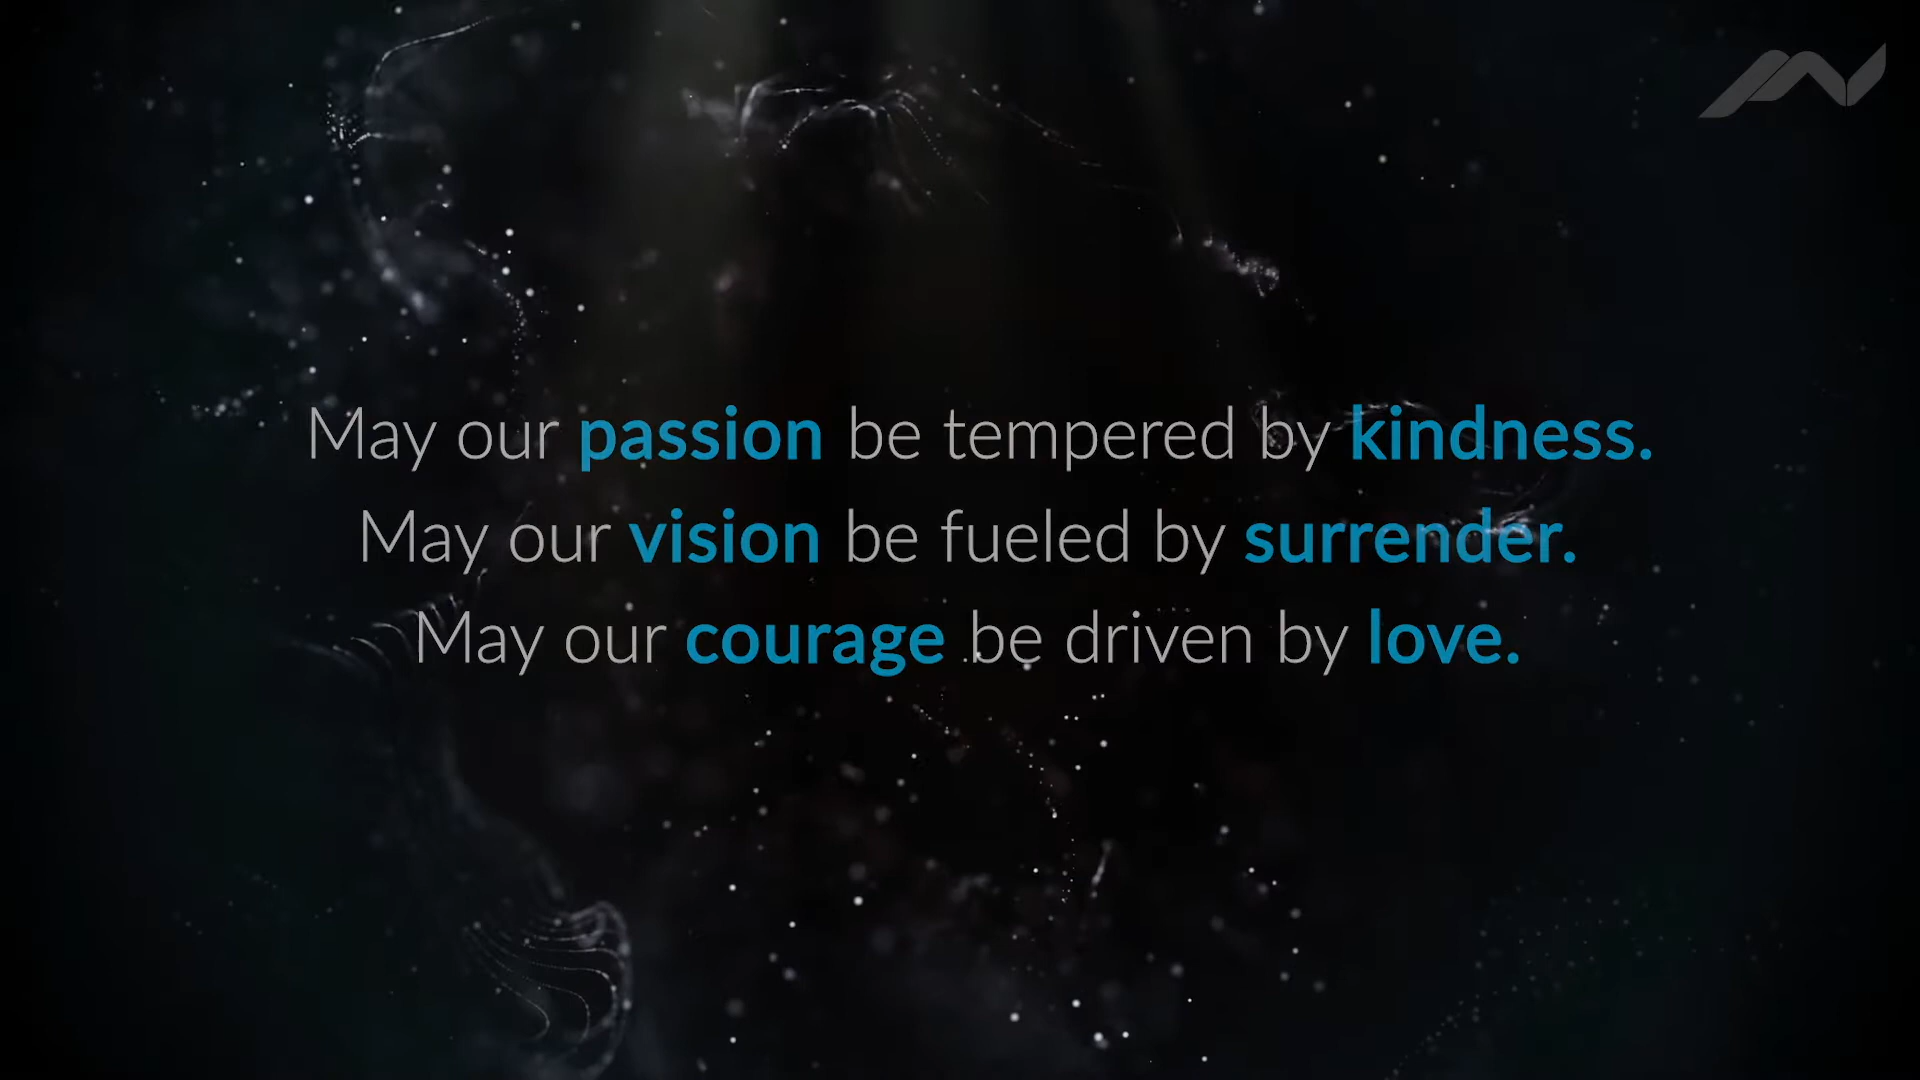 May our passion be tempered by kindness.
May our vision be fueled by surrender.
May our courage be driven by love.